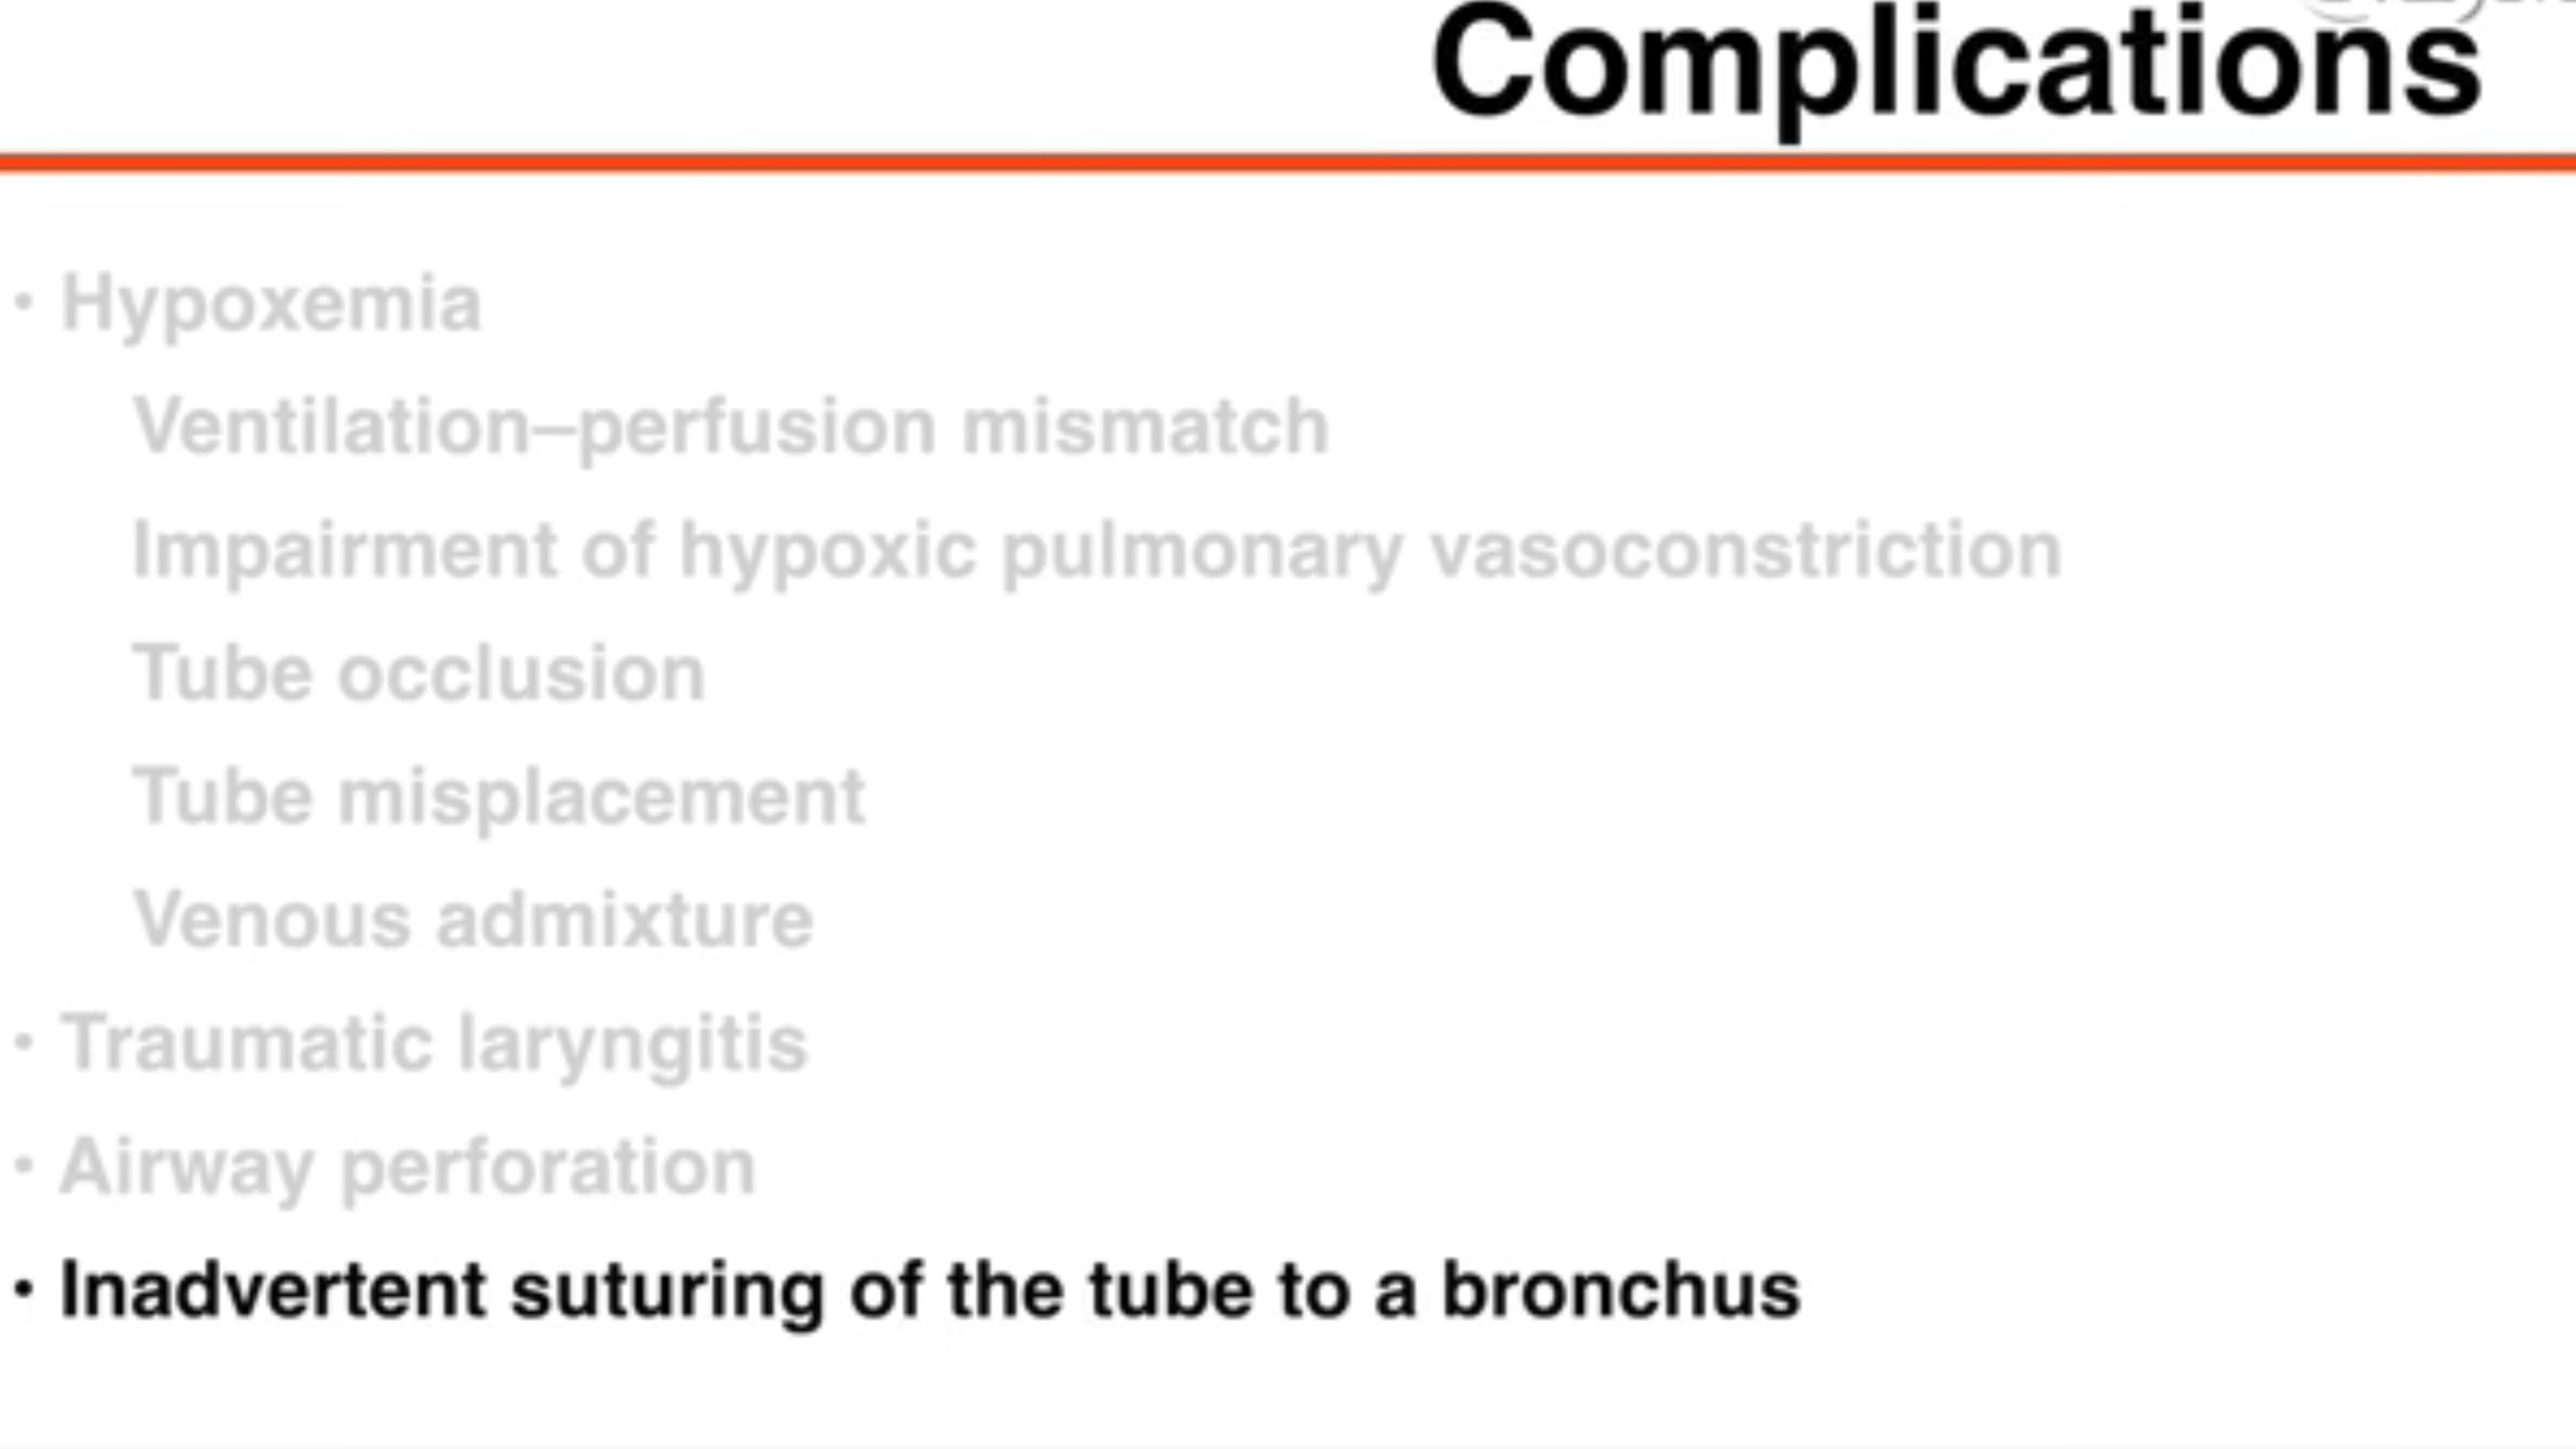 Complications
• Hypoxemia
Ventilation–perfusion mismatch
Impairment of hypoxic pulmonary vasoconstriction
Tube occlusion
Tube misplacement
Venous admixture
• Traumatic laryngitis
• Airway perforation
• Inadvertent suturing of the tube to a bronchus